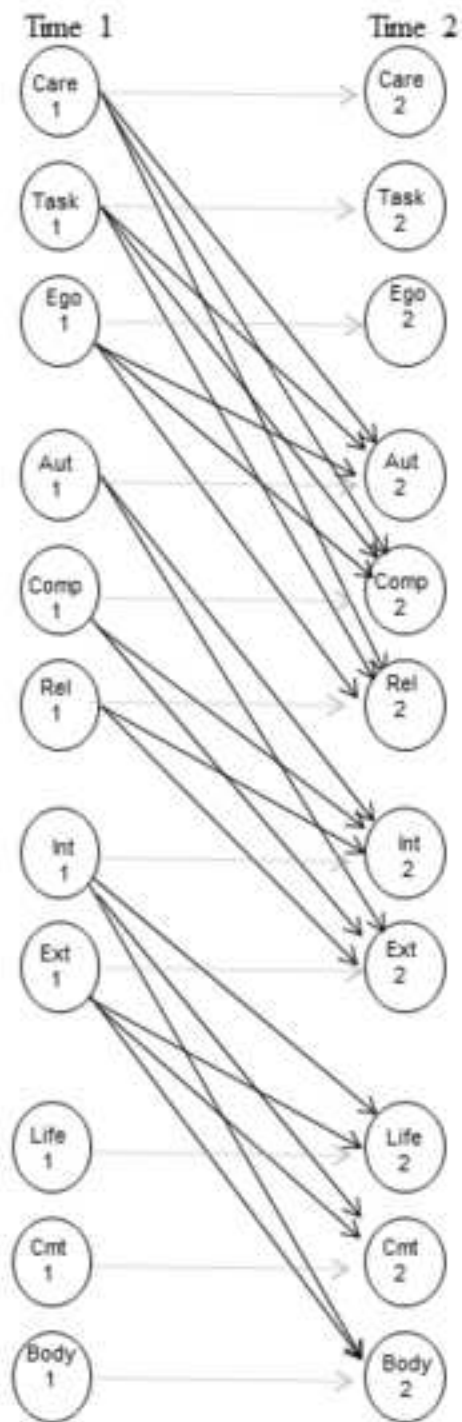 Time 1 Time 2
Care Care
1 2
Task Task
1 2
Ego Ego
1 2
Aut Aut
1 2
Comp Comp
1 2
Rel Rel
1 2
Int Int
1 2
Ext Ext
1 2
Life Life
1 2
Cmt Cmt
1 2
Body Body
1 2